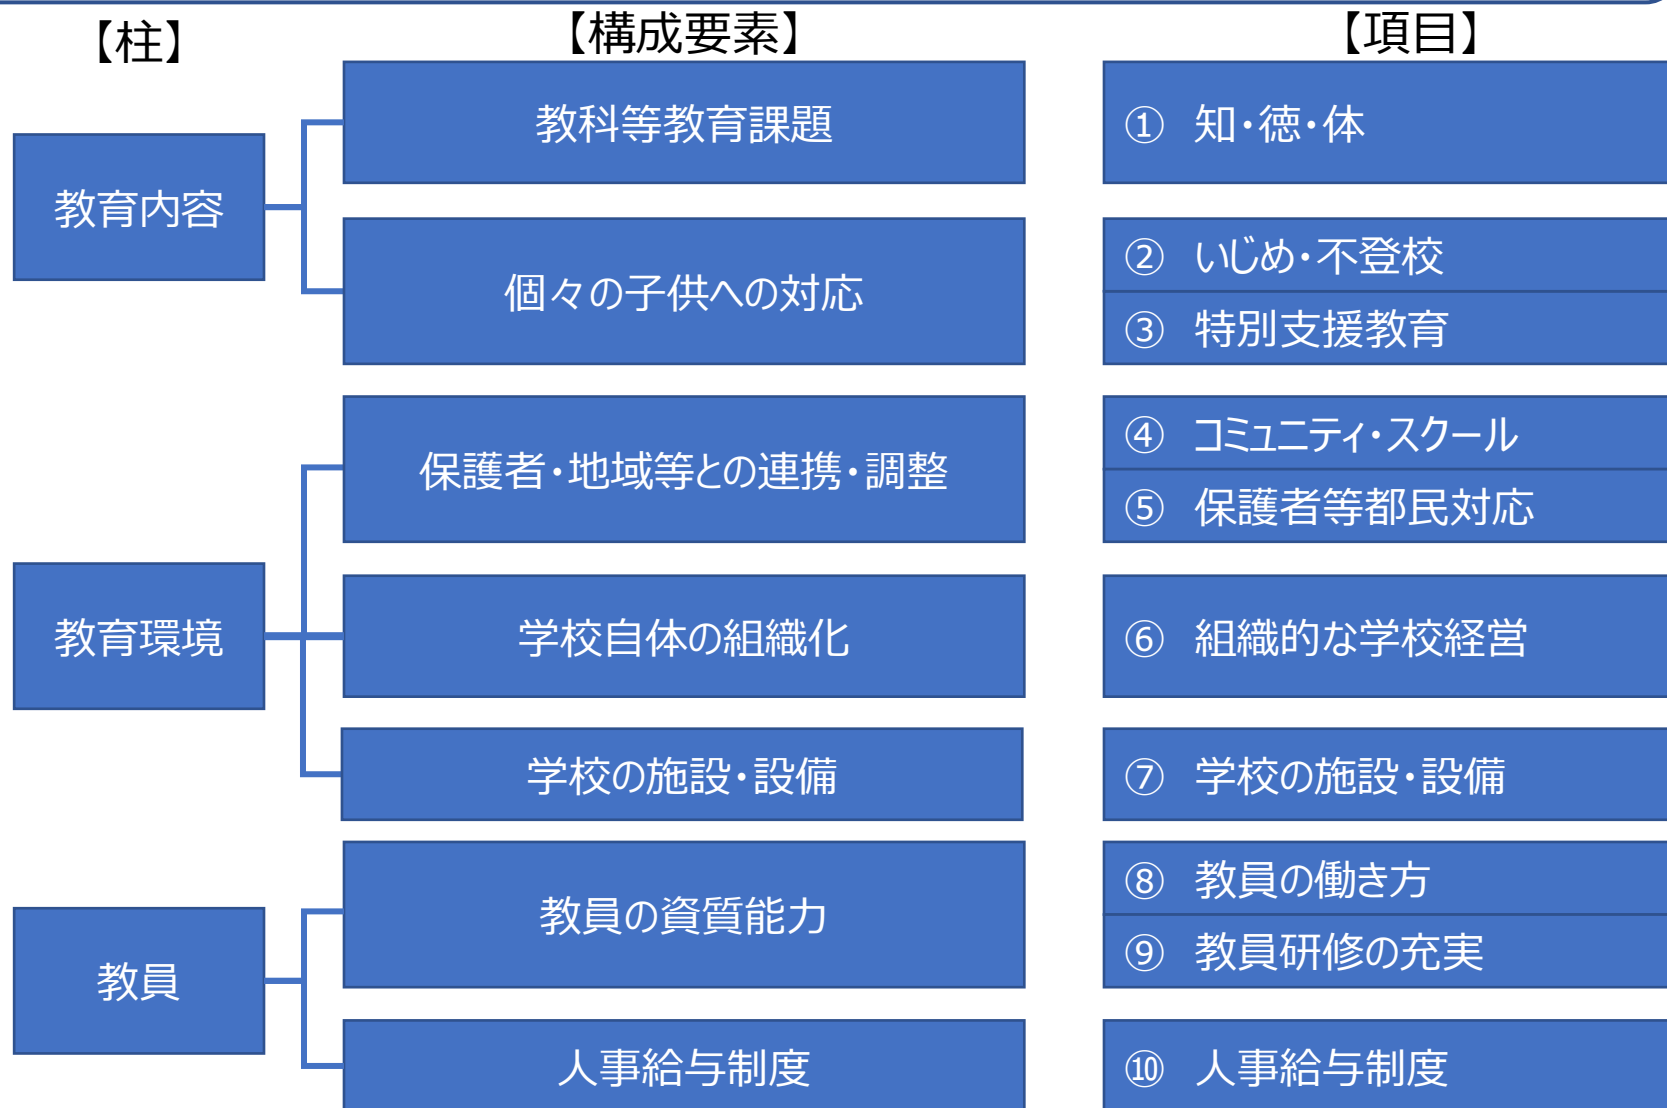 【柱】
【構成要素】
【項目】
教育内容
教科等教育課題
① 知・徳・体
個々の子供への対応
② いじめ・不登校
③ 特別支援教育
教育環境
保護者・地域等との連携・調整
④ コミュニティ・スクール
⑤ 保護者等都民対応
学校自体の組織化
⑥ 組織的な学校経営
学校の施設・設備
⑦ 学校の施設・設備
教員
教員の資質能力
⑧ 教員の働き方
⑨ 教員研修の充実
人事給与制度
⑩ 人事給与制度